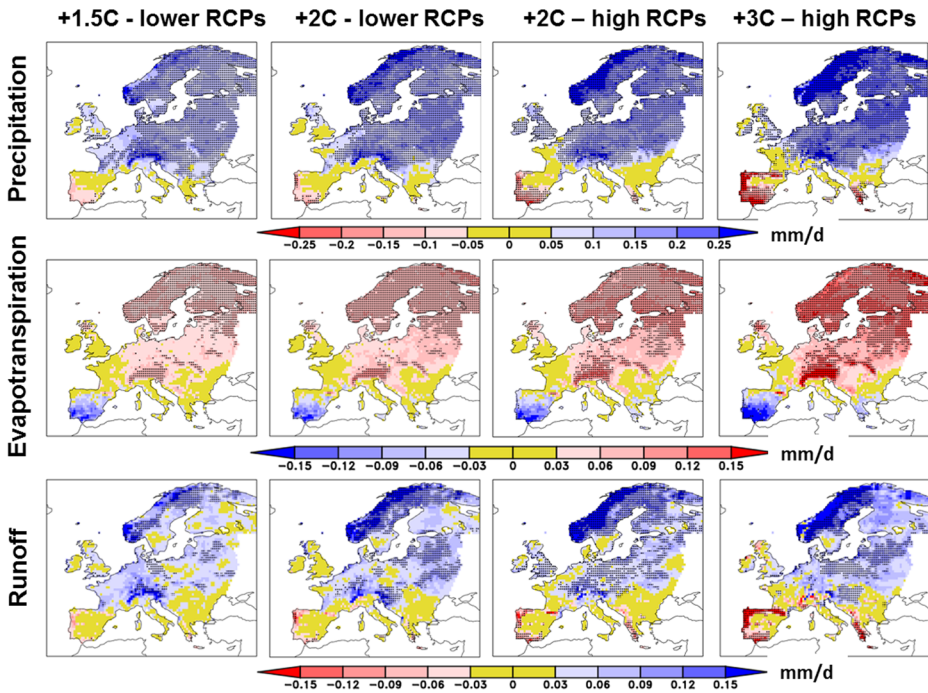 +1.5C - lower RCPs +2C - lower RCPs +2C – high RCPs +3C – high RCPs
Precipitation
−0.25 −0.2 −0.15 −0.1 −0.05 0 0.05 0.1 0.15 0.2 0.25 mm/d
Evapotranspiration
−0.15 −0.12 −0.09 −0.06 −0.03 0 0.03 0.06 0.09 0.12 0.15 mm/d
Runoff
−0.15 −0.12 −0.09 −0.06 −0.03 0 0.03 0.06 0.09 0.12 0.15 mm/d